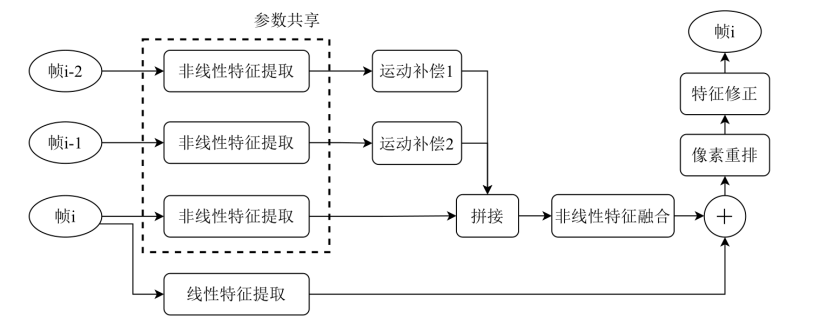 参数共享
帧i
帧i-2
非线性特征提取
运动补偿1
特征修正
帧i-1
非线性特征提取
运动补偿2
像素重排
帧i
非线性特征提取
拼接
非线性特征融合
+
线性特征提取